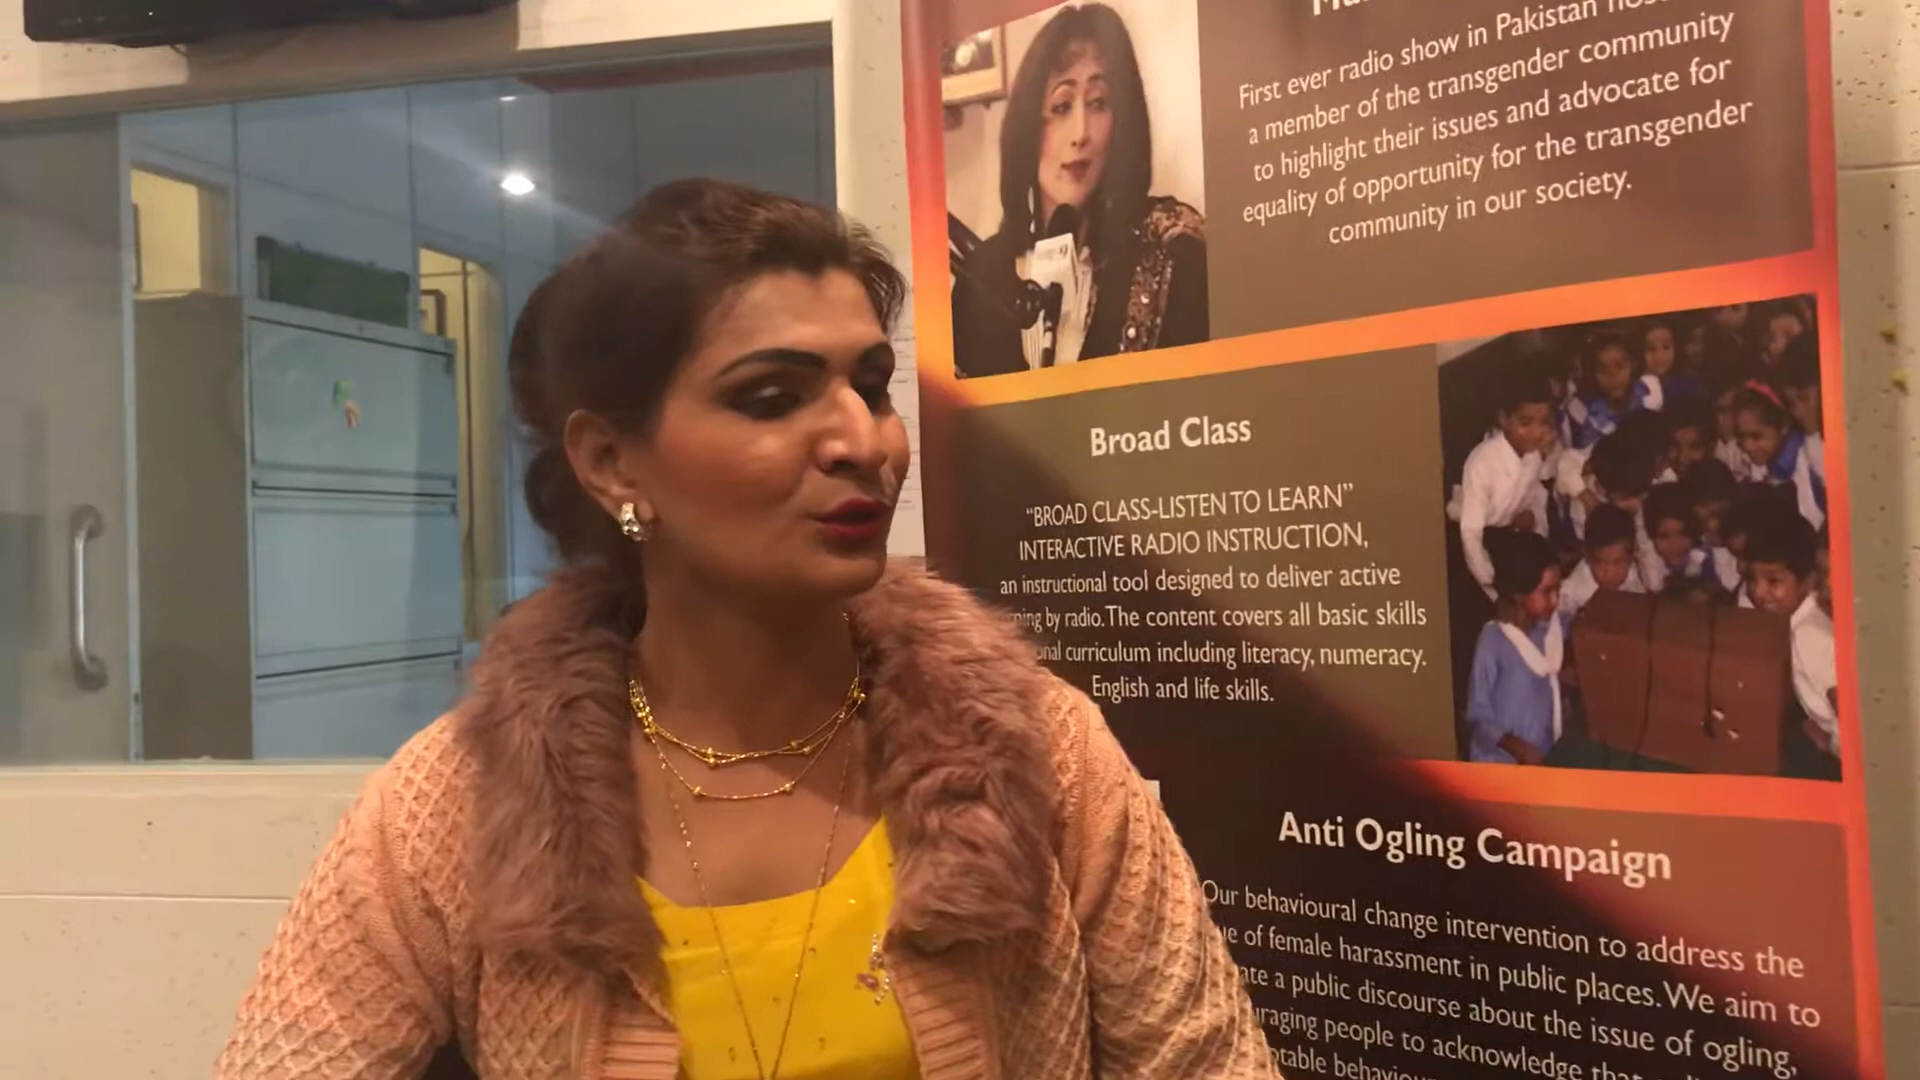 First ever radio show in Pakistan
a member of the transgender community
to highlight their issues and advocate for
equality of opportunity for the transgender
community in our society.
Broad Class
“BROAD CLASS-LISTEN TO LEARN”
INTERACTIVE RADIO INSTRUCTION,
an instructional tool designed to deliver active
by radio. The content covers all basic skills
curriculum including literacy, numeracy.
English and life skills.
Anti Ogling Campaign
Our behavioural change intervention to address the
of female harassment in public places. We aim to
a public discourse about the issue of ogling,
people to acknowledge